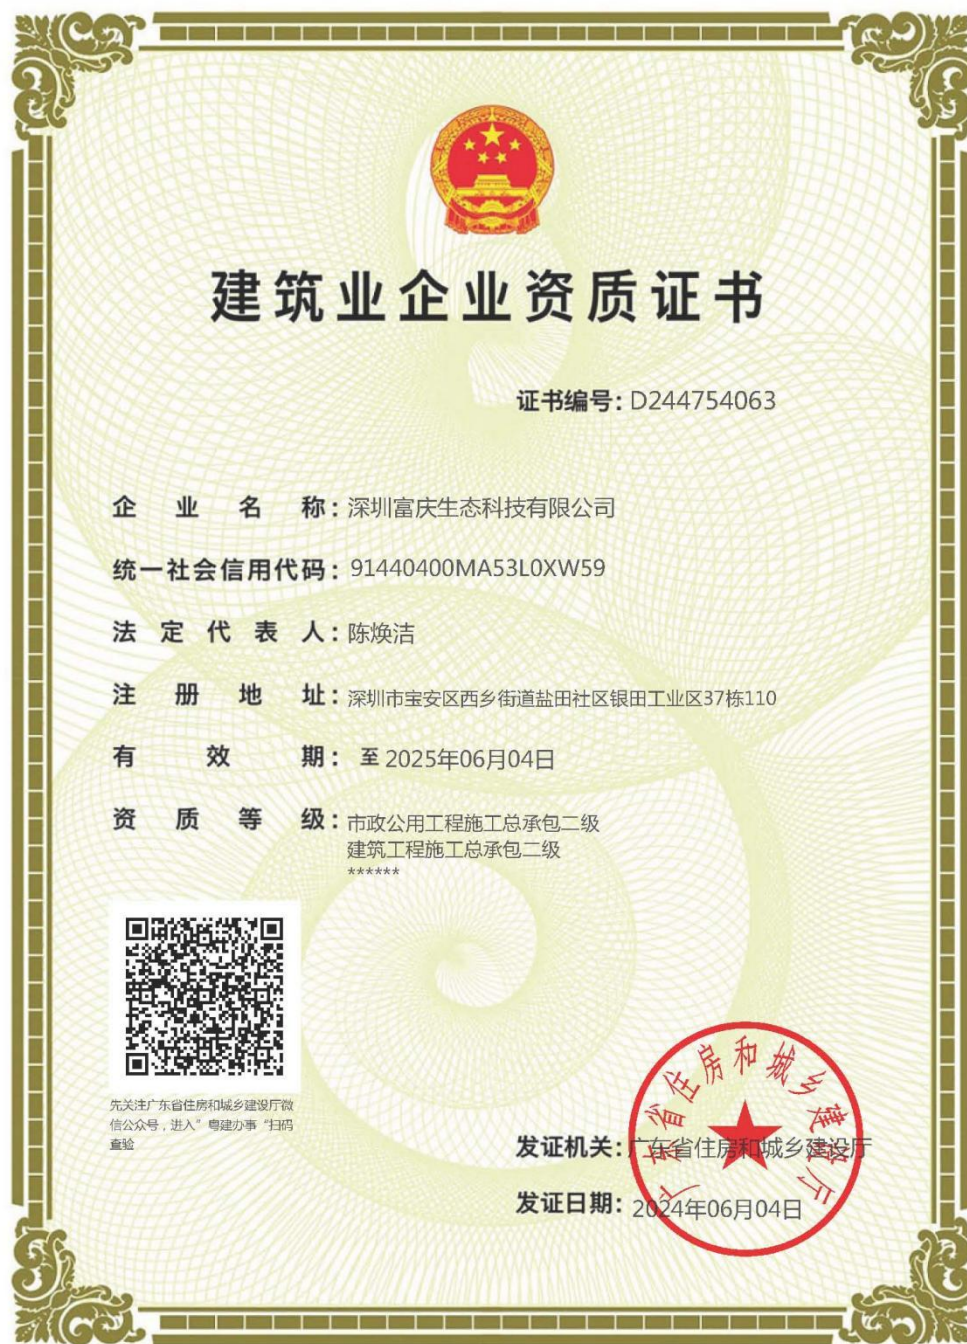 建筑业企业资质证书
证书编号：D244754063
企业名称：深圳富庆生态科技有限公司
统一社会信用代码：91440400MA53L0XW59
法定代表人：陈焕洁
注册地址：深圳市宝安区西乡街道盐田社区银田工业区37栋110
有效期：至 2025年06月04日
资质等级：市政公用工程施工总承包二级
建筑工程施工总承包二级
******
先关注广东省住房和城乡建设厅微
信公众号，进入”粤建办事“扫码
查验
广东省住房和城乡建设厅
发证机关：广东省住房和城乡建设厅
发证日期：2024年06月04日